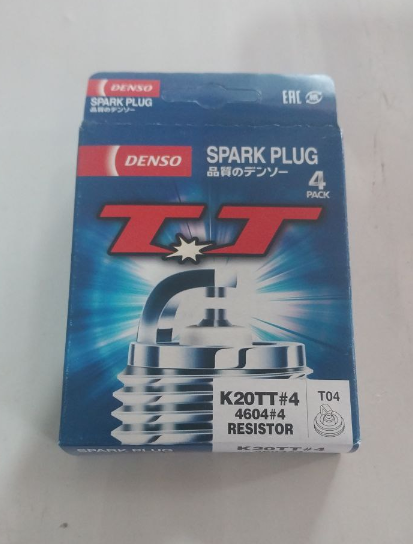 DENSO
EAC
SPARK PLUG
品質のデンソー
DENSO
SPARK PLUG
品質のデンソー
4
PACK
TT
K20TT#4
T04
4604#4
RESISTOR
SPARK PLUG
K20TT#4